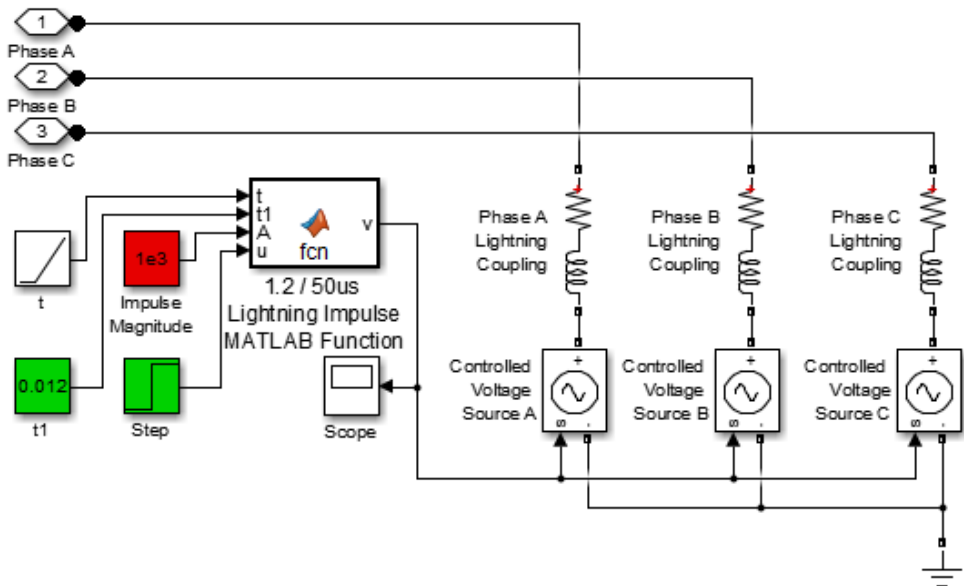 1
Phase A
2
Phase B
3
Phase C
t
t1
A
u
v
fcn
1.2 / 50us
Lightning Impulse
MATLAB Function
t
1e3
Impulse
Magnitude
0.012
t1
Step
Scope
Phase A
Lightning
Coupling
Phase B
Lightning
Coupling
Phase C
Lightning
Coupling
Controlled
Voltage
Source A
+
s
-
Controlled
Voltage
Source B
+
s
-
Controlled
Voltage
Source C
+
s
-